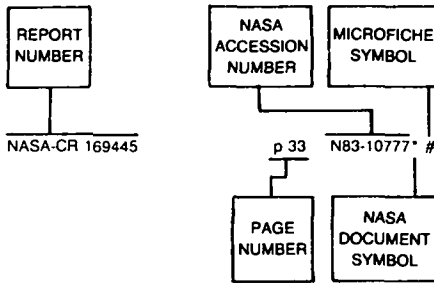 REPORT
NUMBER
NASA
ACCESSION
NUMBER
MICROFICHE
SYMBOL
NASA-CR 169445
p 33
N83-10777* #
PAGE
NUMBER
NASA
DOCUMENT
SYMBOL